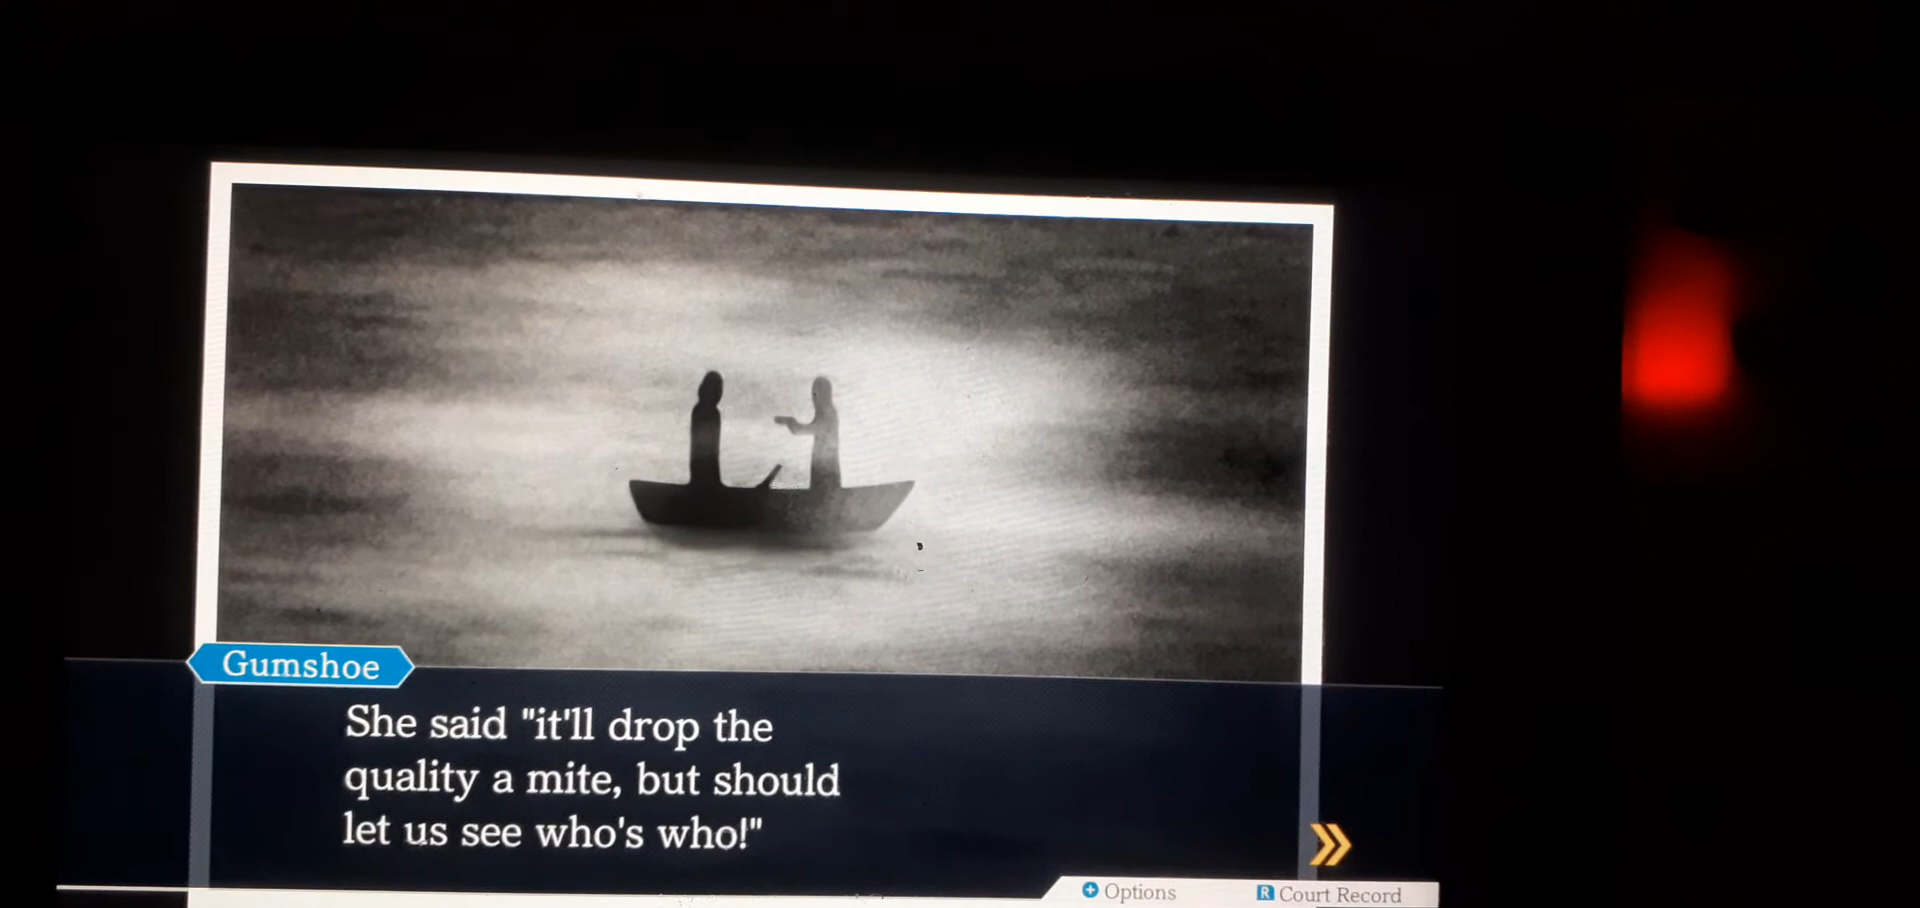 Gumshoe
She said "it'll drop the
quality a mite, but should
let us see who's who!"
+ Options
R Court Record